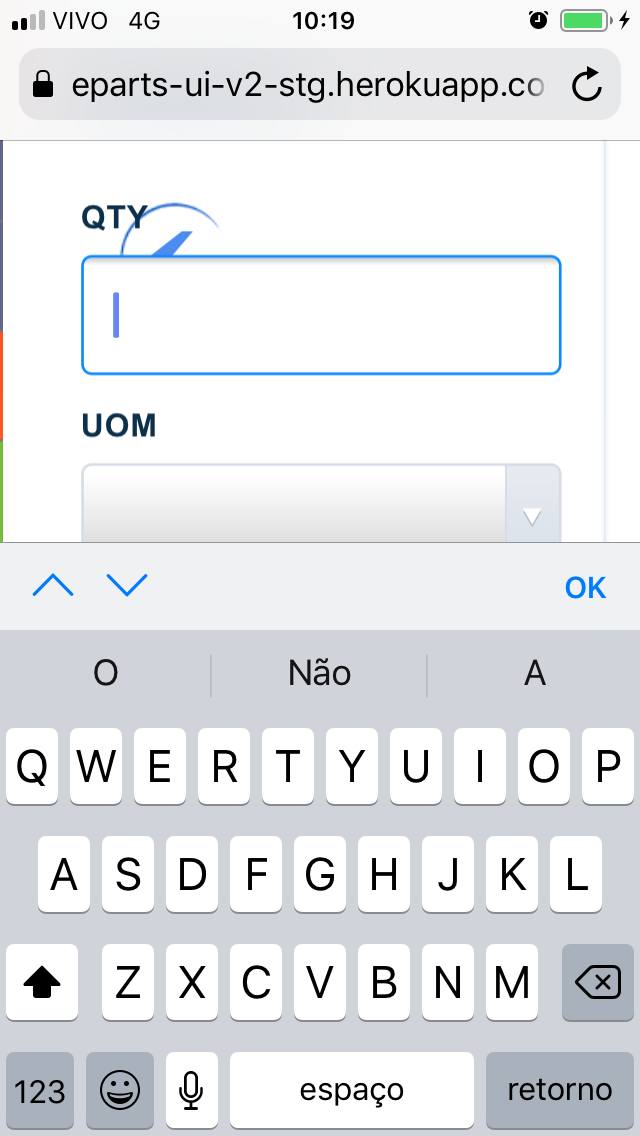 VIVO 4G 10:19
eparts-ui-v2-stg.herokuapp.co
QTY
UOM
OK
O Não A
Q W E R T Y U I O P
A S D F G H J K L
Z X C V B N M
123 espaço retorno